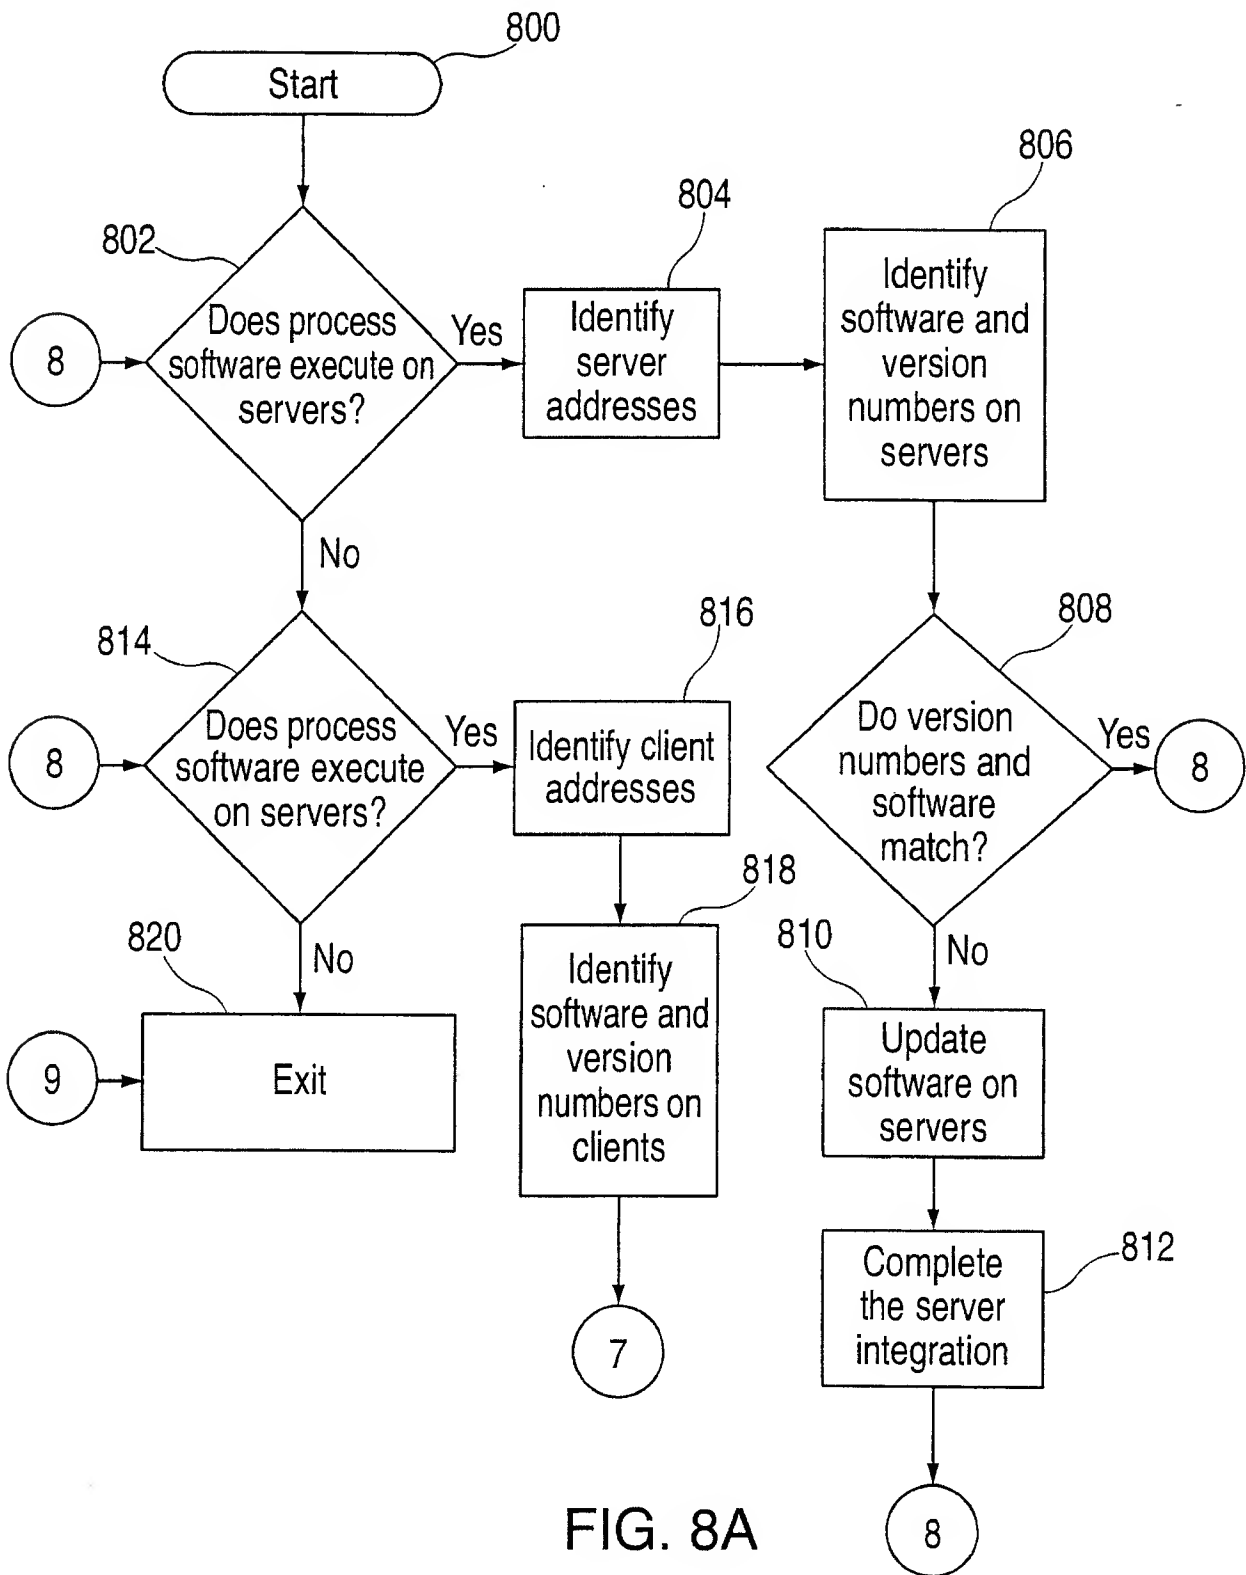 800
Start
802
8
Does process
software execute on
servers?
Yes
804
Identify
server
addresses
806
Identify
software and
version
numbers on
servers
No
814
8
Does process
software execute
on servers?
Yes
816
Identify client
addresses
808
Do version
numbers and
software
match?
Yes
8
No
820
Exit
9
818
Identify
software and
version
numbers on
clients
7
No
810
Update
software on
servers
812
Complete
the server
integration
8
FIG. 8A